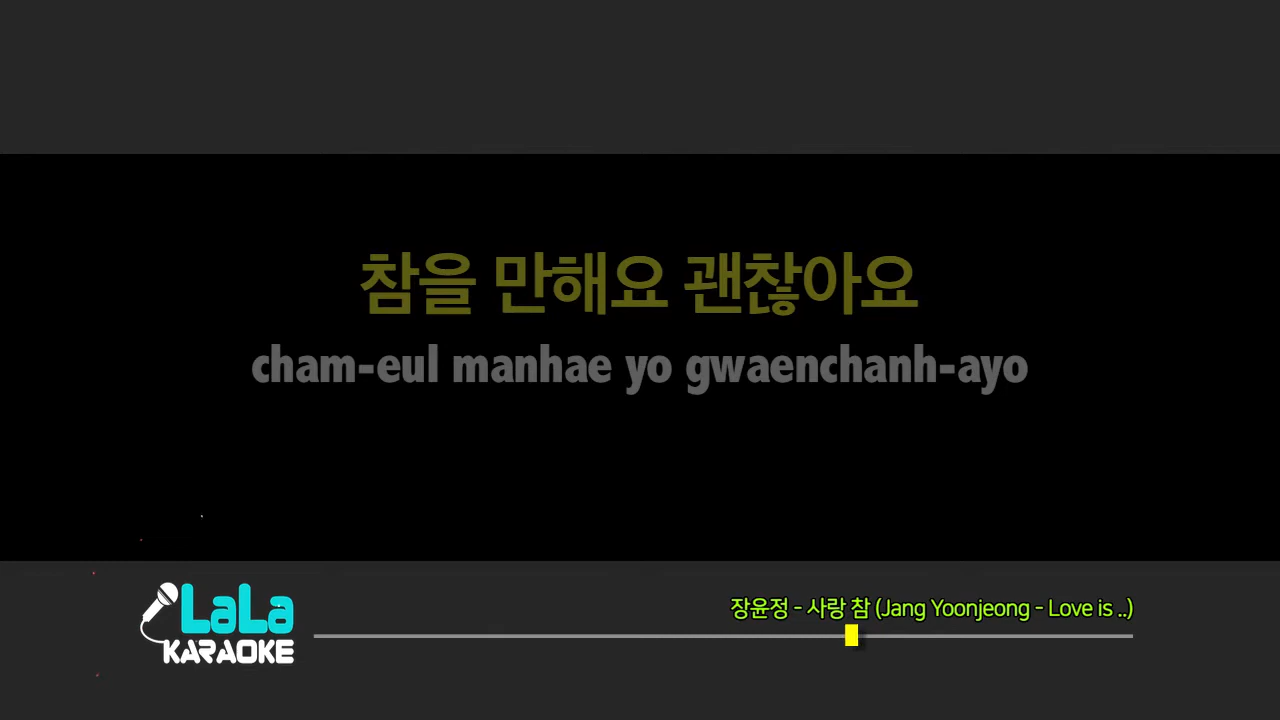 참을 만해요 괜찮아요
cham-eul manhae yo gwaenchanh-ayo
장윤정 - 사랑 참 (Jang Yoonjeong - Love is ..)
LaLa
KARAOKE